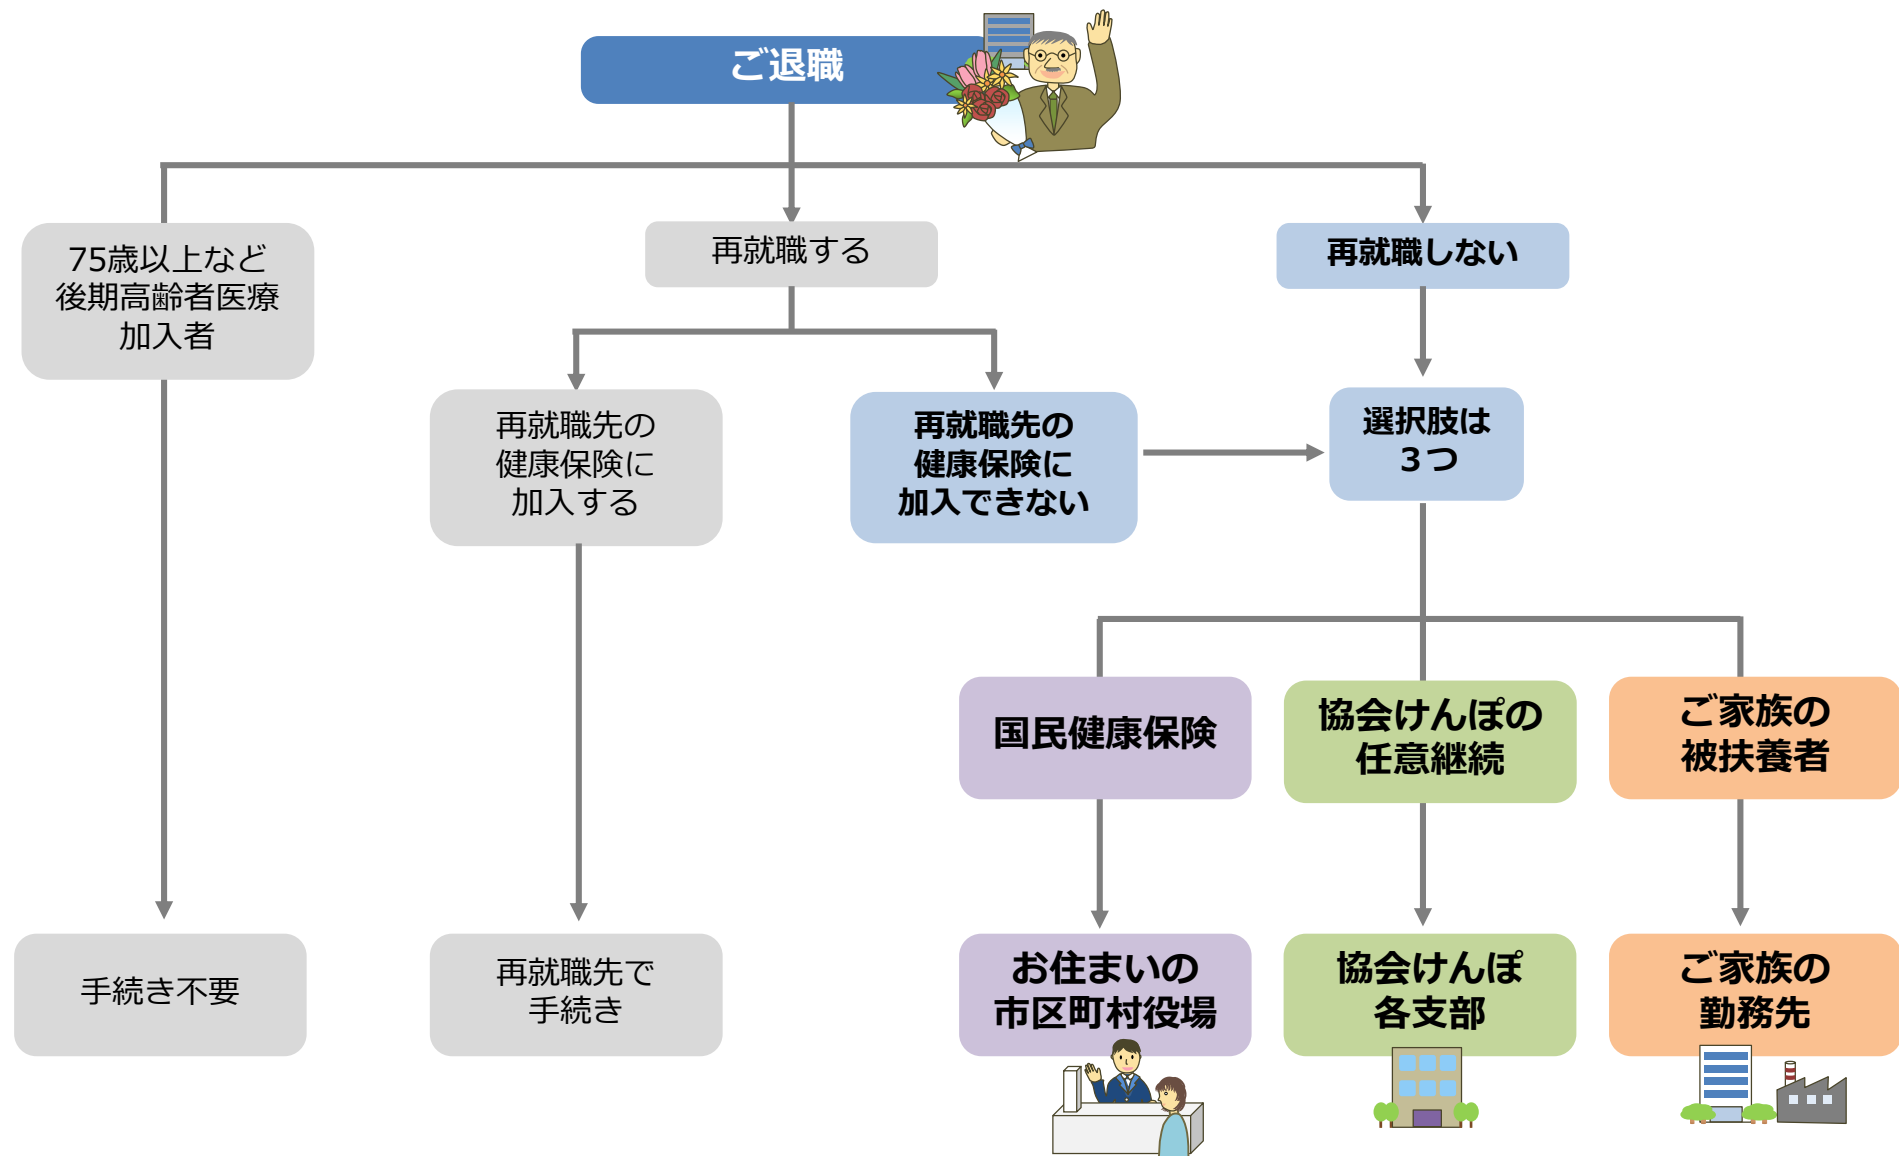 ご退職
75歳以上など
後期高齢者医療
加入者
再就職する
再就職しない
再就職先の
健康保険に
加入する
再就職先の
健康保険に
加入できない
選択肢は
３つ
国民健康保険
協会けんぽの
任意継続
ご家族の
被扶養者
手続き不要
再就職先で
手続き
お住まいの
市区町村役場
協会けんぽ
各支部
ご家族の
勤務先